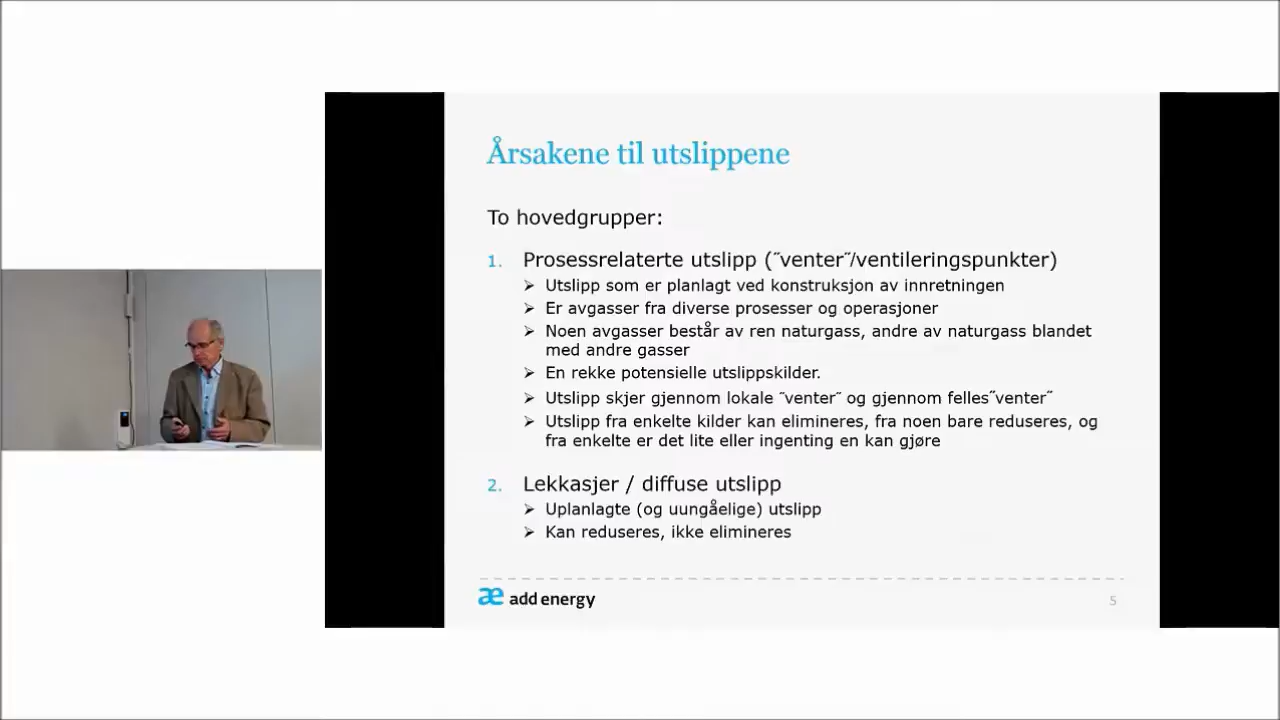 Årsakene til utslippene
To hovedgrupper:
1. Prosessrelaterte utslipp (˝venter˝/ventileringspunkter)
➢ Utslipp som er planlagt ved konstruksjon av innretningen
➢ Er avgasser fra diverse prosesser og operasjoner
➢ Noen avgasser består av ren naturgass, andre av naturgass blandet
med andre gasser
➢ En rekke potensielle utslippskilder.
➢ Utslipp skjer gjennom lokale ˝venter˝ og gjennom felles˝venter˝
➢ Utslipp fra enkelte kilder kan elimineres, fra noen bare reduseres, og
fra enkelte er det lite eller ingenting en kan gjøre
2. Lekkasjer / diffuse utslipp
➢ Uplanlagte (og uungåelige) utslipp
➢ Kan reduseres, ikke elimineres
æ add energy
5